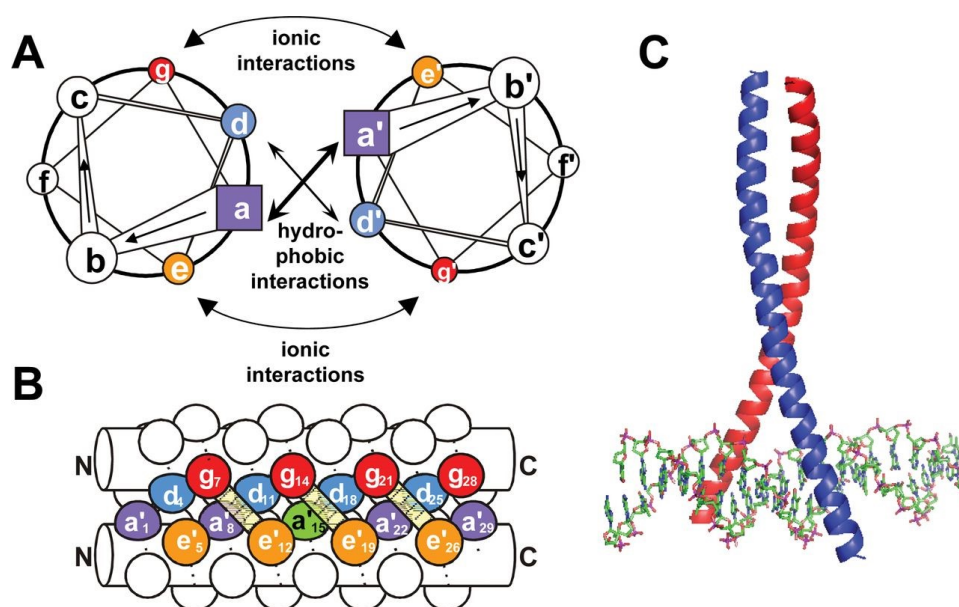 A
ionic
interactions
g
c
d
f
a
b
e
e'
b'
a'
f'
d'
c'
g'
hydro-
phobic
interactions
ionic
interactions
B
N
C
g7
g14
g21
g28
d4
d11
d18
d25
a'1
a'8
a'15
a'22
a'29
e'5
e'12
e'19
e'26
N
C
C